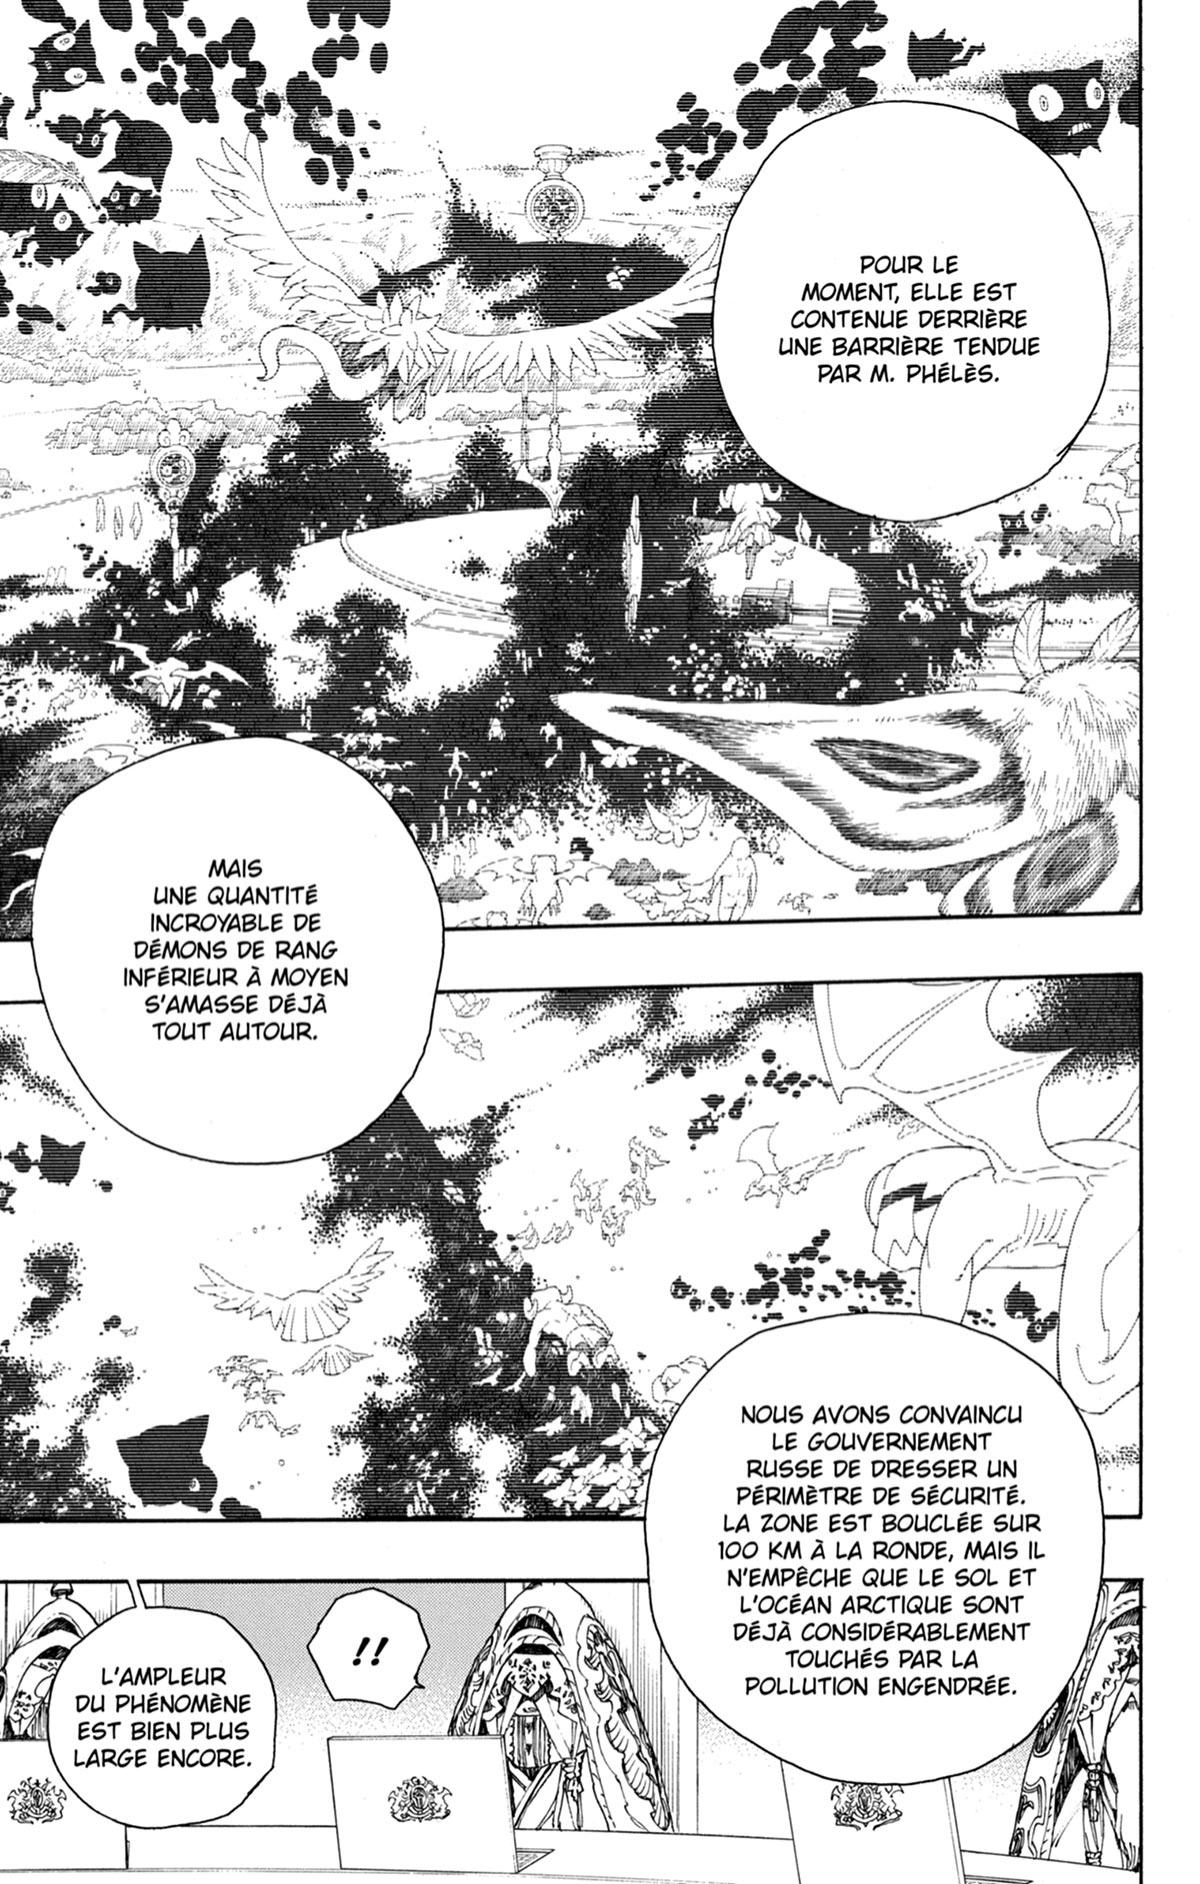 POUR LE
MOMENT, ELLE EST
CONTENUE DERRIÈRE
UNE BARRIÈRE TENDUE
PAR M. PHÉLÈS.
MAIS
UNE QUANTITÉ
INCROYABLE DE
DÉMONS DE RANG
INFÉRIEUR À MOYEN
S'AMASSE DÉJÀ
TOUT AUTOUR.
NOUS AVONS CONVAINCU
LE GOUVERNEMENT
RUSSE DE DRESSER UN
PÉRIMÈTRE DE SÉCURITÉ.
LA ZONE EST BOUCLÉE SUR
100 KM À LA RONDE, MAIS IL
N'EMPÊCHE QUE LE SOL ET
L'OCÉAN ARCTIQUE SONT
DÉJÀ CONSIDÉRABLEMENT
TOUCHÉS PAR LA
POLLUTION ENGENDRÉE.
!!
L'AMPLEUR
DU PHÉNOMÈNE
EST BIEN PLUS
LARGE ENCORE.